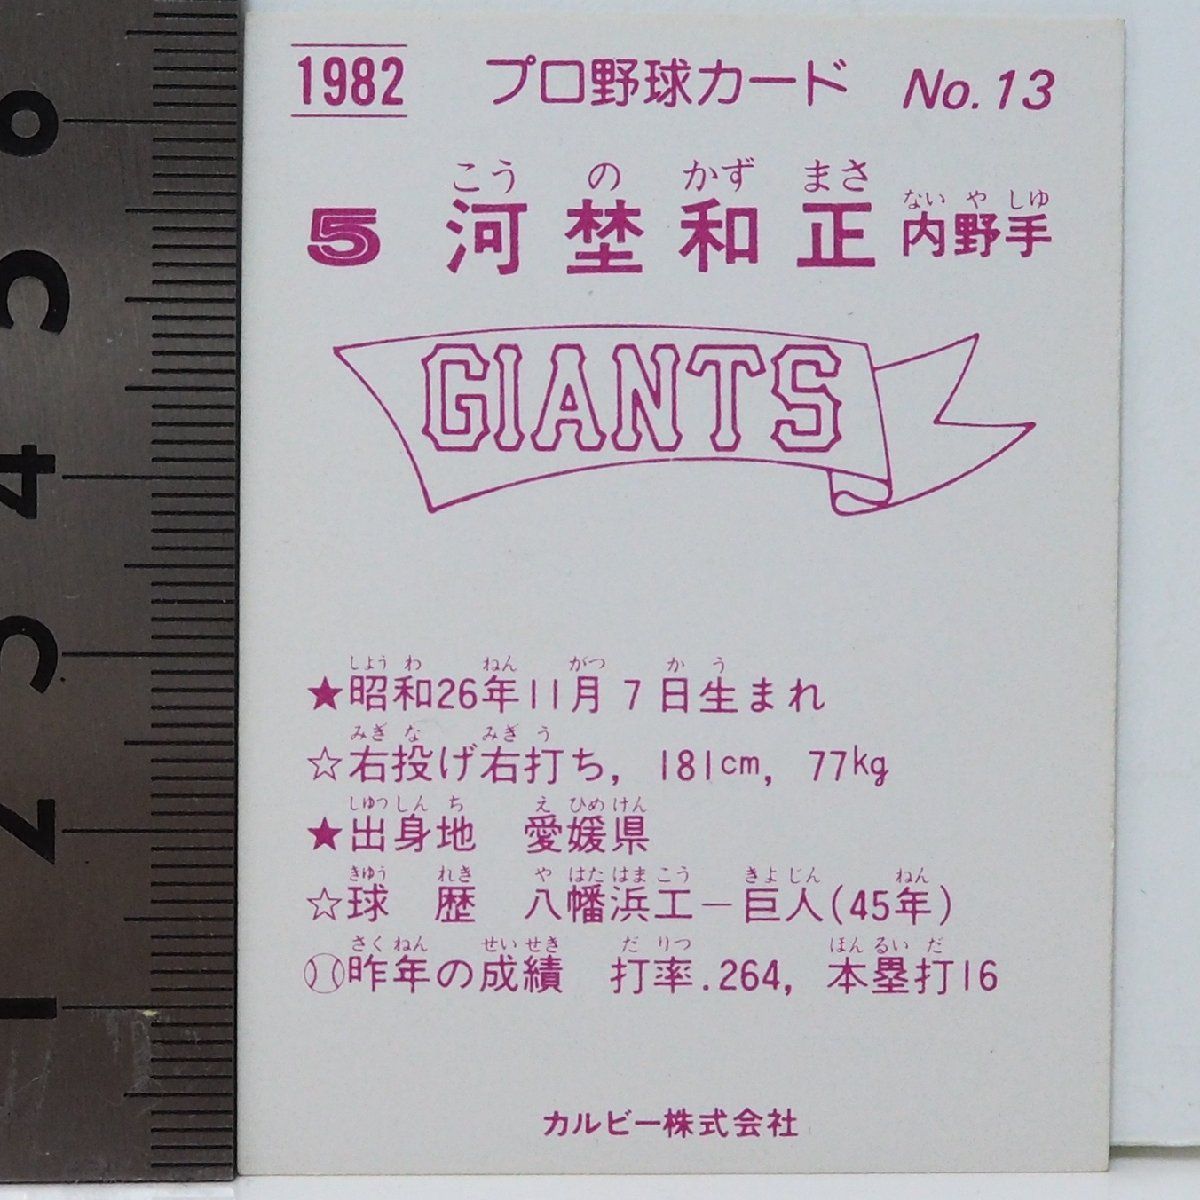 1982 プロ野球カード No.13
こう の かず まさ ない や しゅ
5 河埜和正 内野手
GIANTS
しょう わ ねん がつ か う
★昭和26年11月7日生まれ
みぎ な みぎ う
☆右投げ右打ち, 181cm, 77kg
しゅっ しん ち え ひめ けん
★出身地 愛媛県
きゅう れき や はた はま こう きょ じん ねん
☆球歴 八幡浜工―巨人(45年)
さく ねん せい せき だ りつ ほん るい だ
昨年の成績 打率.264, 本塁打16
カルビー株式会社
6
5
4
3
2
1